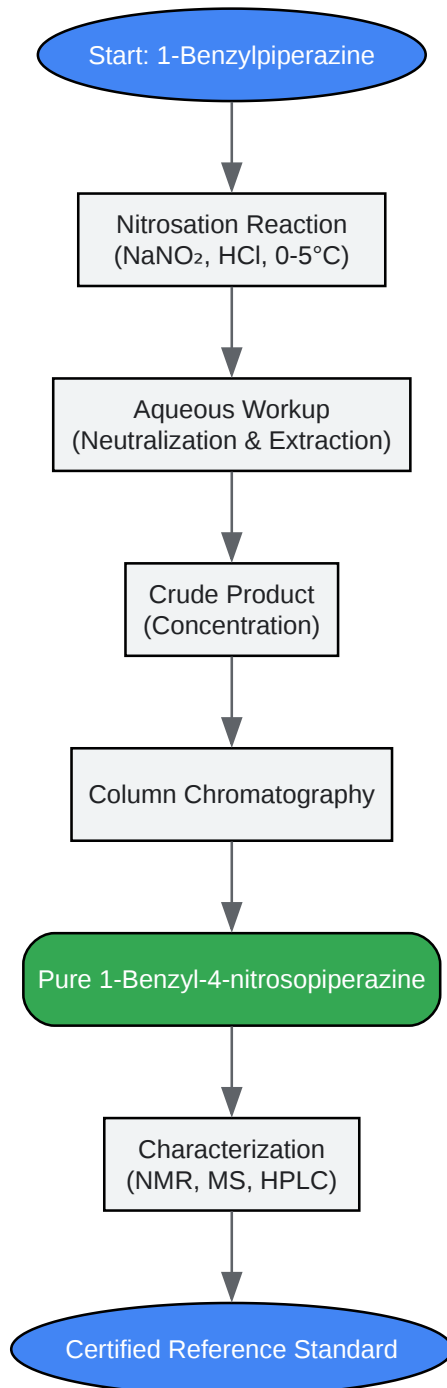 Start: 1-Benzylpiperazine
Nitrosation Reaction
(NaNO₂, HCl, 0-5°C)
Aqueous Workup
(Neutralization & Extraction)
Crude Product
(Concentration)
Column Chromatography
Pure 1-Benzyl-4-nitrosopiperazine
Characterization
(NMR, MS, HPLC)
Certified Reference Standard